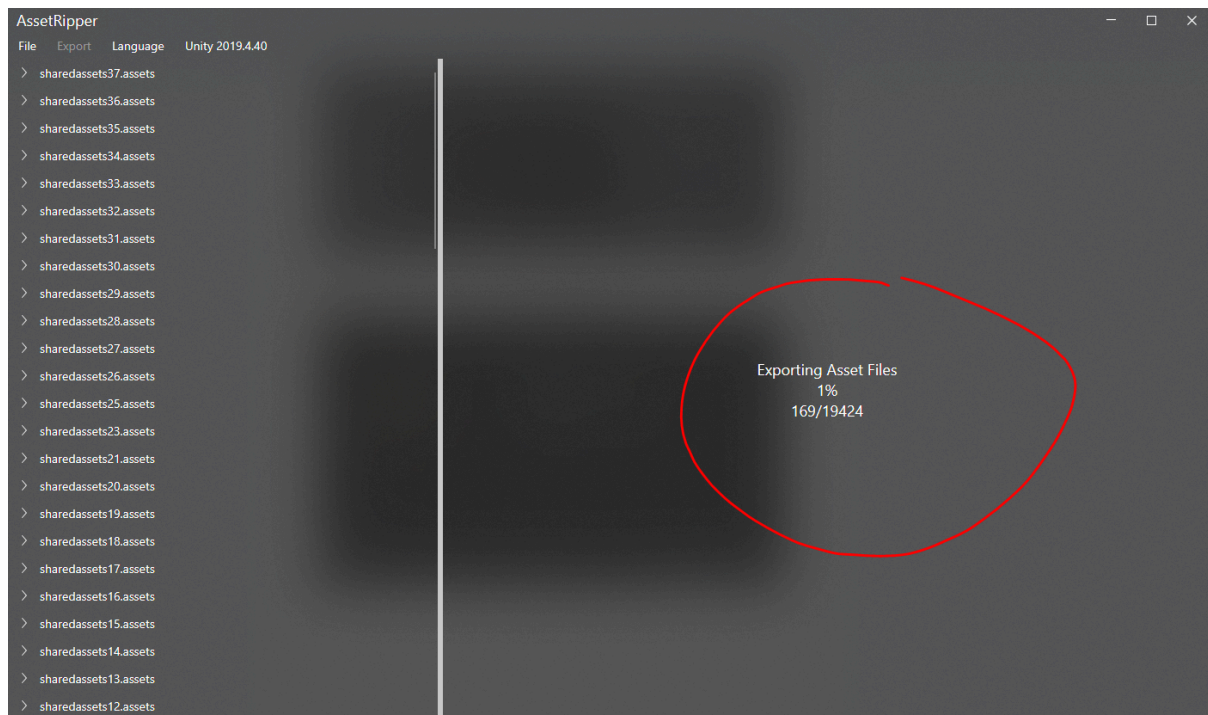 AssetRipper
File Export Language Unity 2019.4.40
sharedassets37.assets
sharedassets36.assets
sharedassets35.assets
sharedassets34.assets
sharedassets33.assets
sharedassets32.assets
sharedassets31.assets
sharedassets30.assets
sharedassets29.assets
sharedassets28.assets
sharedassets27.assets
sharedassets26.assets
sharedassets25.assets
sharedassets23.assets
sharedassets21.assets
sharedassets20.assets
sharedassets19.assets
sharedassets18.assets
sharedassets17.assets
sharedassets16.assets
sharedassets15.assets
sharedassets14.assets
sharedassets13.assets
sharedassets12.assets
Exporting Asset Files
1%
169/19424